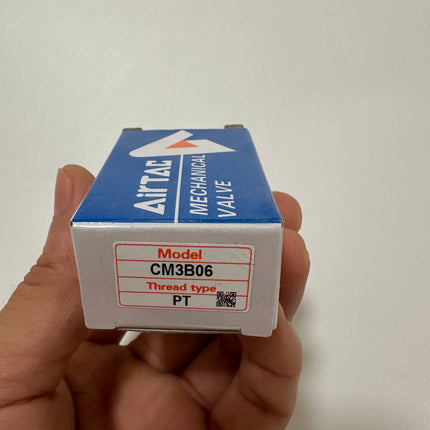 AirTAC
MECHANICAL
VALVE
Model
CM3B06
Thread type
PT